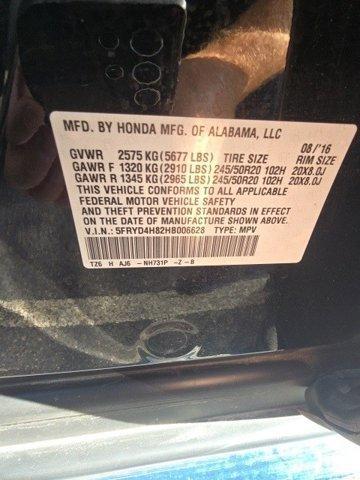 MFD. BY HONDA MFG. OF ALABAMA, LLC
08/'16
GVWR 2575 KG (5677 LBS) TIRE SIZE RIM SIZE
GAWR F 1320 KG (2910 LBS) 245/50R20 102H 20X8.0J
GAWR R 1345 KG (2965 LBS) 245/50R20 102H 20X8.0J
THIS VEHICLE CONFORMS TO ALL APPLICABLE
FEDERAL MOTOR VEHICLE SAFETY AND THEFT
PREVENTION STANDARDS IN EFFECT
ON THE DATE OF MANUFACTURE SHOWN ABOVE.
V.I.N.: 5FRYD4H82HB006628 TYPE: MPV
TZ6 H AJ6 -NH731P -Z -B